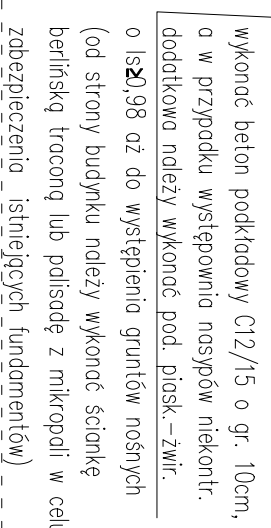 wykonać beton podkładowy C12/15 o gr. 10cm,
a w przypadku występownia nasypów niekontr.
dodatkowa należy wykonać pod. piask.-żwir.
o Is≥0,98 aż do wystąpienia gruntów nośnych
(od strony budynku należy wykonać ściankę
berlińską traconą lub palisadę z mikropali w celu
zabezpieczenia istniejących fundamentów)